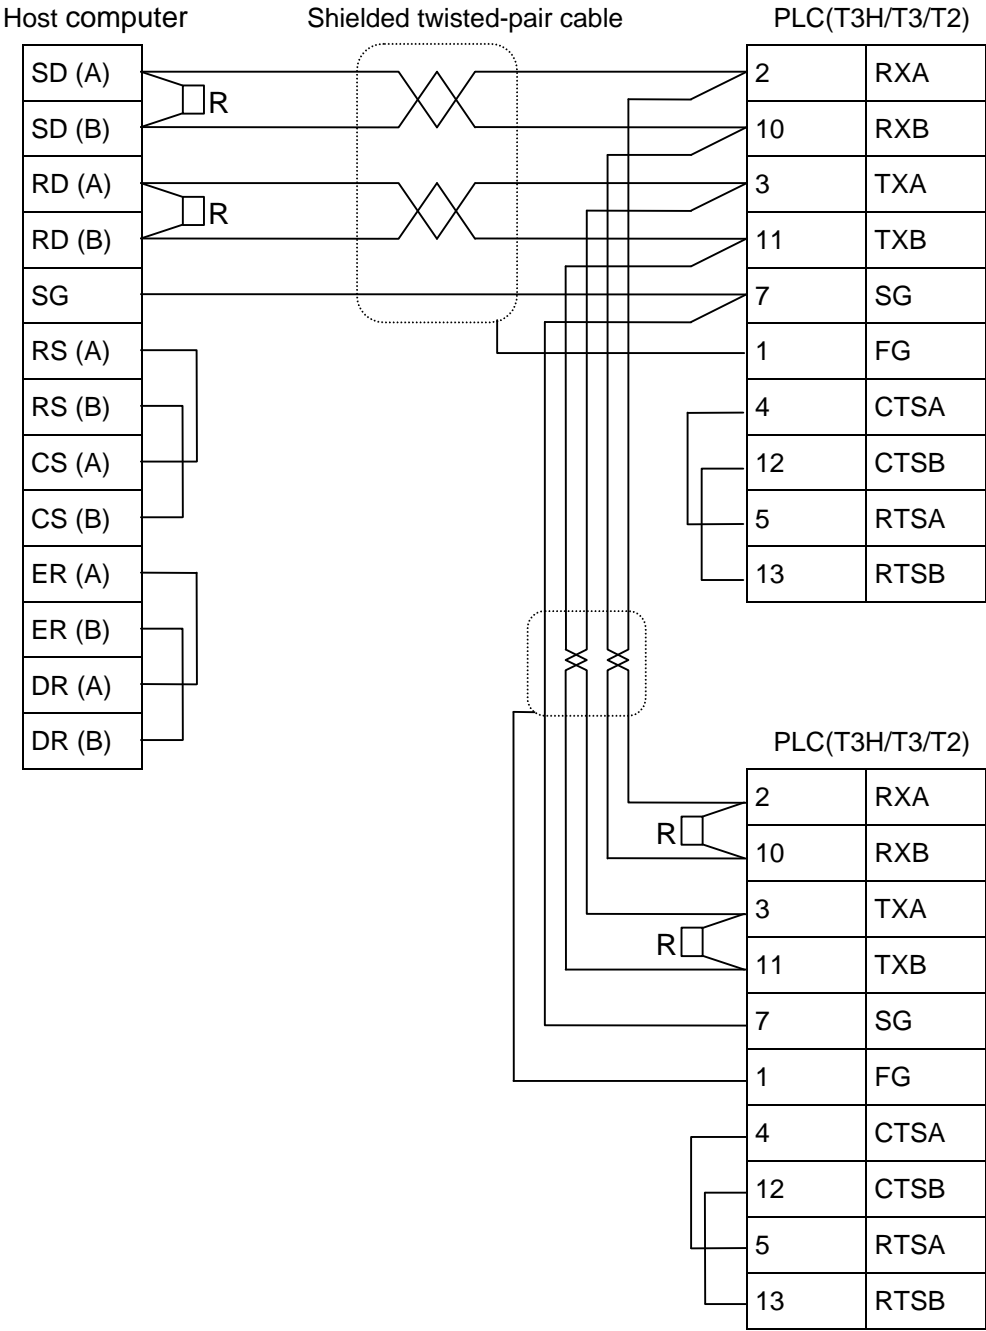 Host computer
Shielded twisted-pair cable
PLC(T3H/T3/T2)
SD (A)
R
SD (B)
RD (A)
R
RD (B)
SG
RS (A)
RS (B)
CS (A)
CS (B)
ER (A)
ER (B)
DR (A)
DR (B)
2 RXA
10 RXB
3 TXA
11 TXB
7 SG
1 FG
4 CTSA
12 CTSB
5 RTSA
13 RTSB
PLC(T3H/T3/T2)
2 RXA
R
10 RXB
3 TXA
R
11 TXB
7 SG
1 FG
4 CTSA
12 CTSB
5 RTSA
13 RTSB